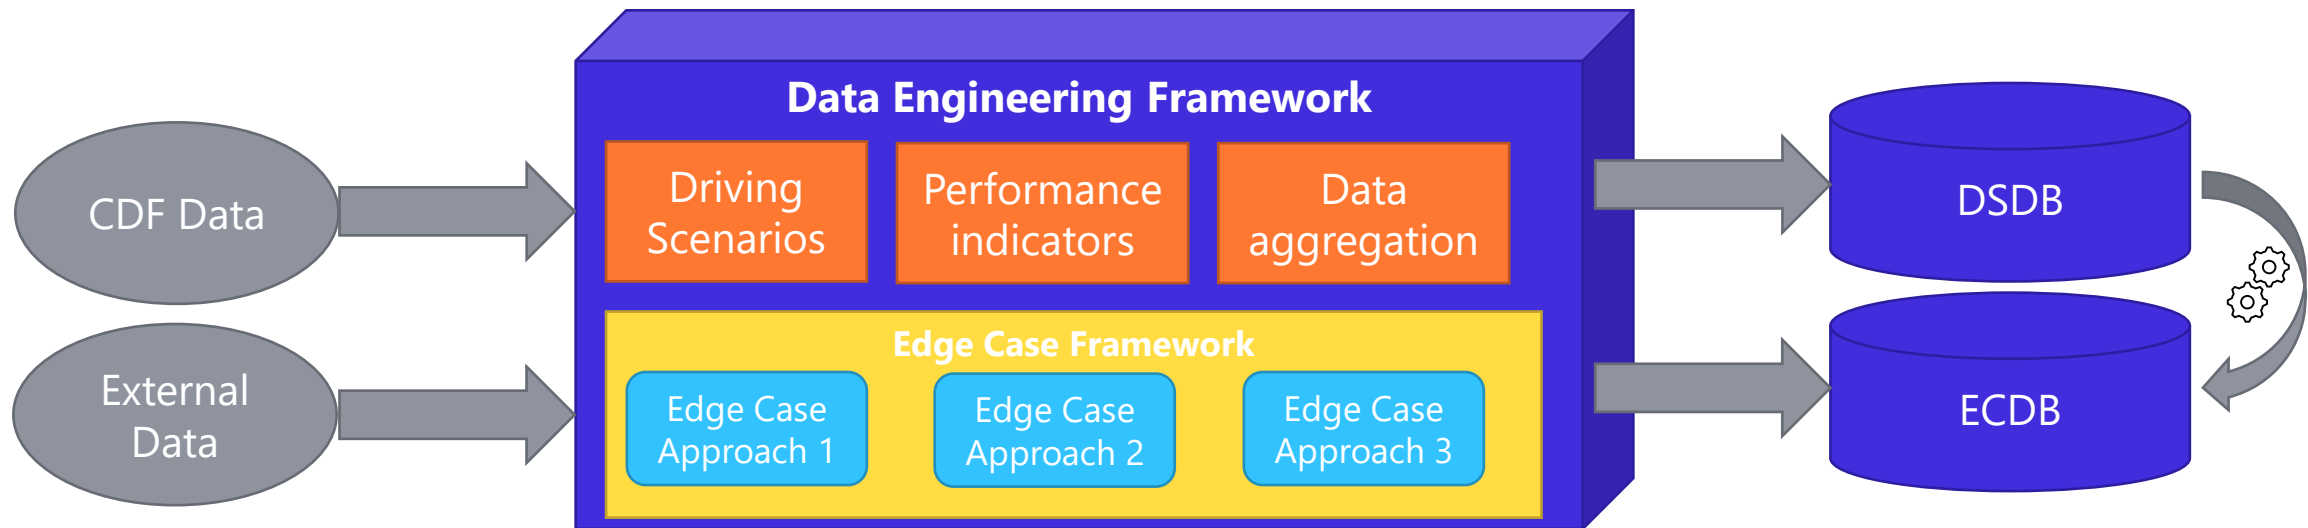 CDF Data
External
Data
Data Engineering Framework
Driving
Scenarios
Performance
indicators
Data
aggregation
Edge Case Framework
Edge Case
Approach 1
Edge Case
Approach 2
Edge Case
Approach 3
DSDB
ECDB